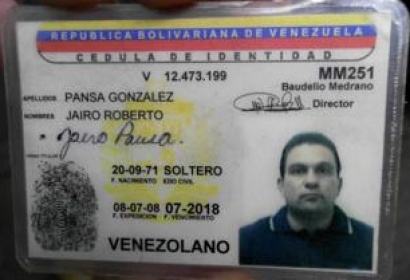 REPUBLICA BOLIVARIANA DE VENEZUELA
CEDULA DE IDENTIDAD
V 12.473.199
MM251
Baudelio Medrano
Director
APELLIDOS PANSA GONZALEZ
NOMBRES JAIRO ROBERTO
Jairo Pansa
20-09-71 SOLTERO
F. NACIMIENTO EDO CIVIL
08-07-08 07-2018
F. EXPEDICION F. VENCIMIENTO
VENEZOLANO